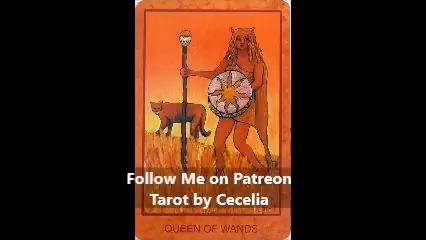 Follow Me on Patreon
Tarot by Cecelia
QUEEN OF WANDS